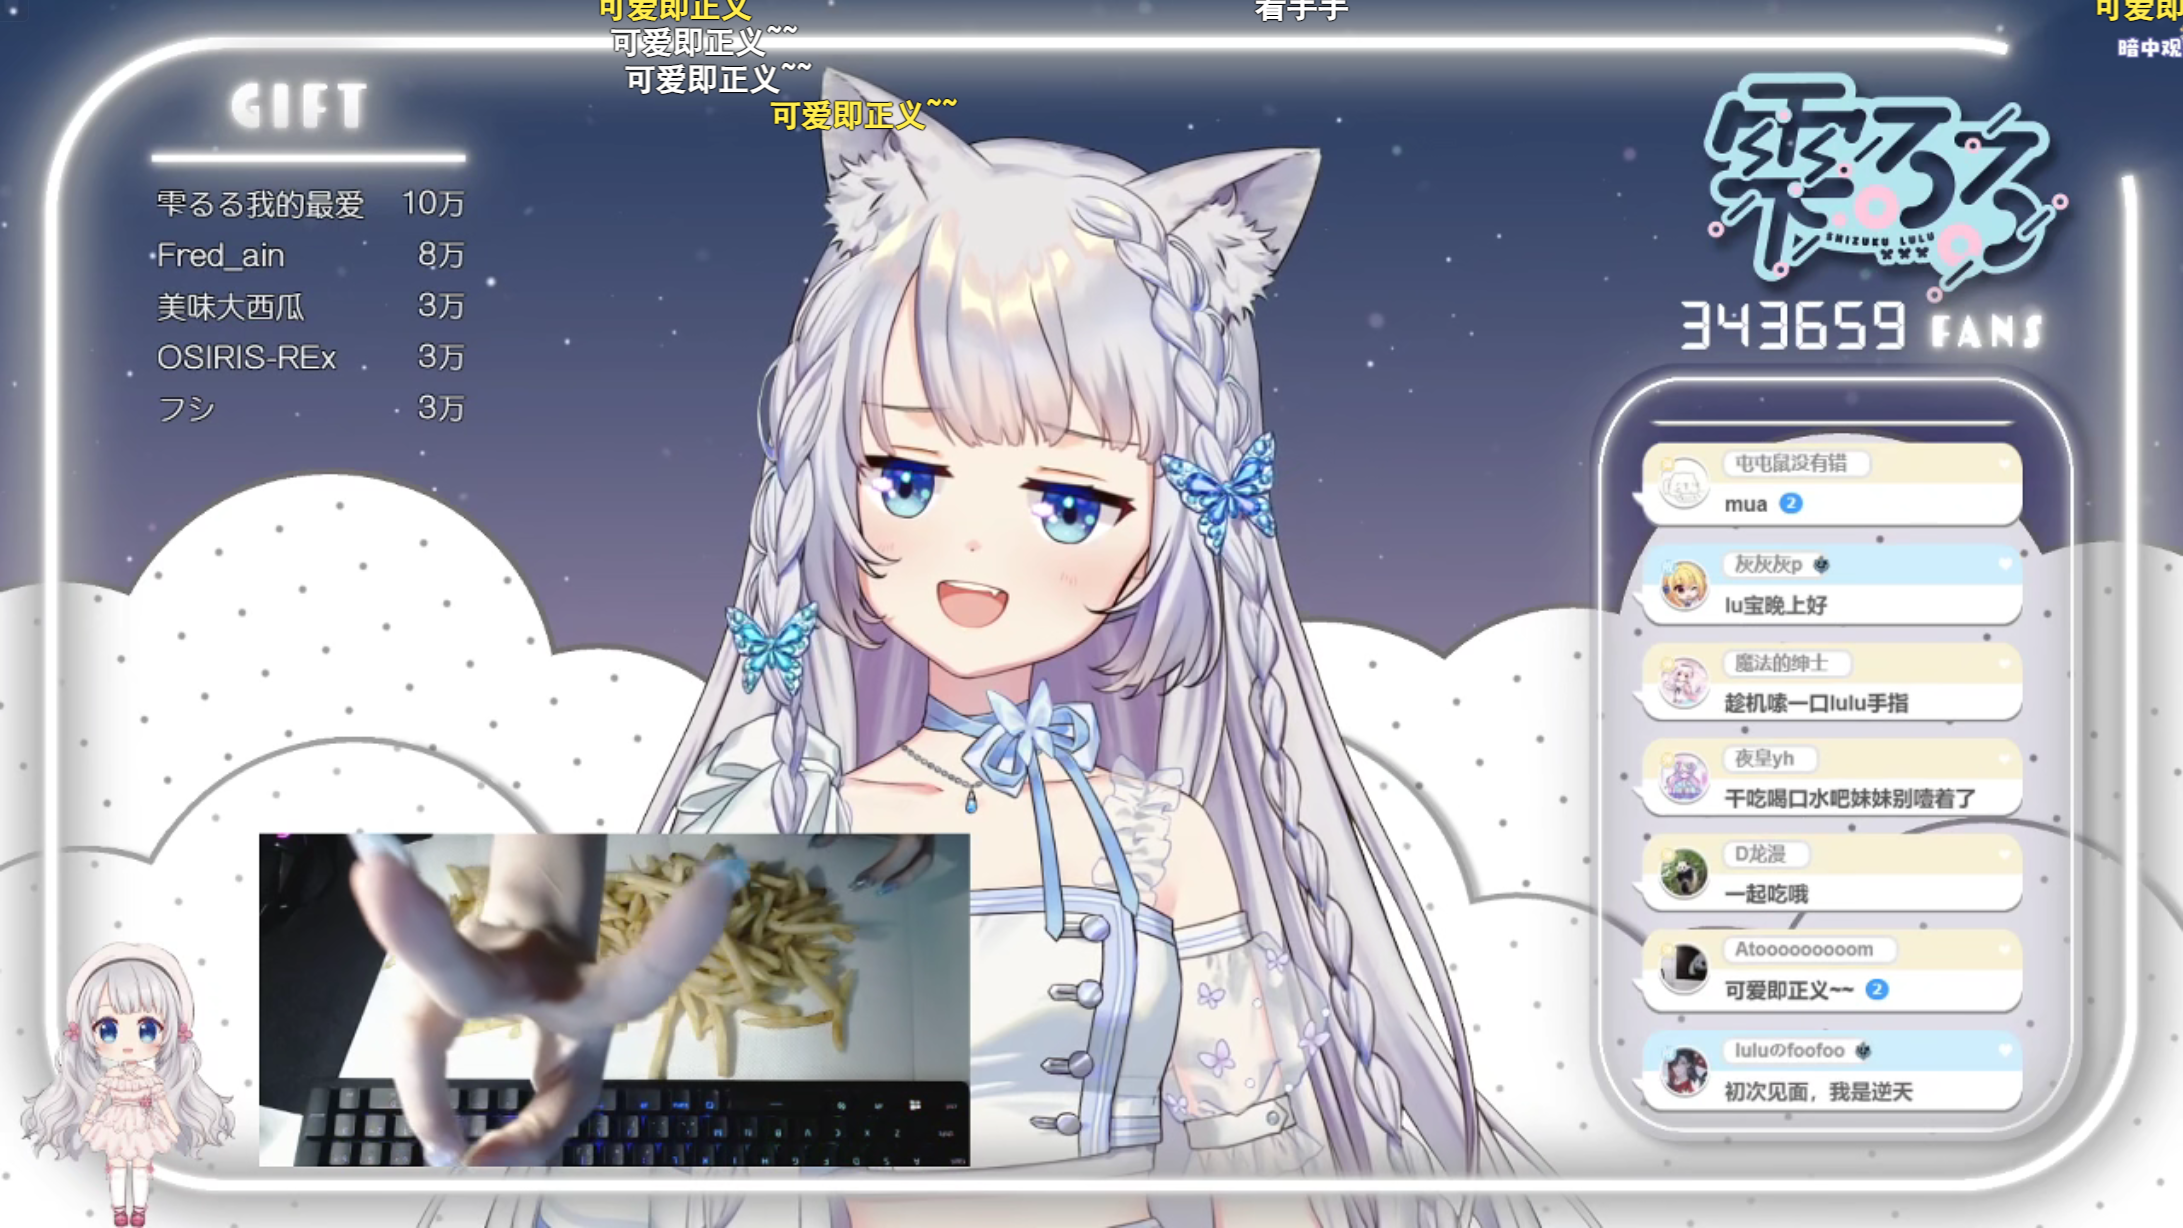 可爱即正义
看手手
可爱即
可爱即正义~~
暗中观
可爱即正义~~
可爱即正义~~
GIFT
雫るる我的最爱 10万
Fred_ain 8万
美味大西瓜 3万
OSIRIS-REx 3万
フシ 3万
雫るる
SHIZUKU LULU
343659 FANS
屯屯鼠没有错
mua 2
灰灰灰p
lu宝晚上好
魔法的绅士
趁机嗦一口lulu手指
夜皇yh
干吃喝口水吧妹妹别噎着了
D龙漫
一起吃哦
Atooooooooom
可爱即正义~~ 2
luluのfoofoo
初次见面，我是逆天